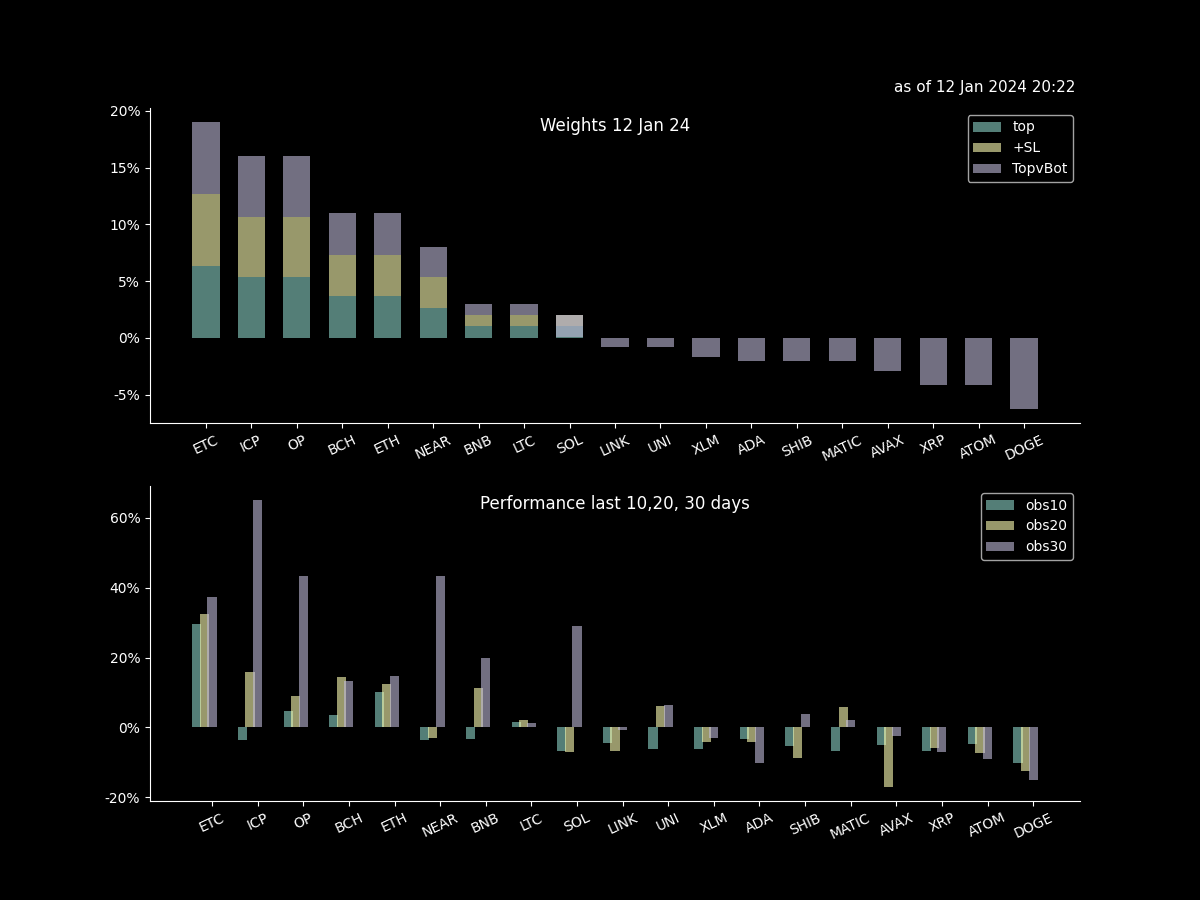 as of 12 Jan 2024 20:22
20%
Weights 12 Jan 24
top
+SL
TopvBot
15%
10%
5%
0%
-5%
ETC ICP OP BCH ETH NEAR BNB LTC SOL LINK UNI XLM ADA SHIB MATIC AVAX XRP ATOM DOGE
Performance last 10,20, 30 days
obs10
obs20
obs30
60%
40%
20%
0%
-20%
ETC ICP OP BCH ETH NEAR BNB LTC SOL LINK UNI XLM ADA SHIB MATIC AVAX XRP ATOM DOGE